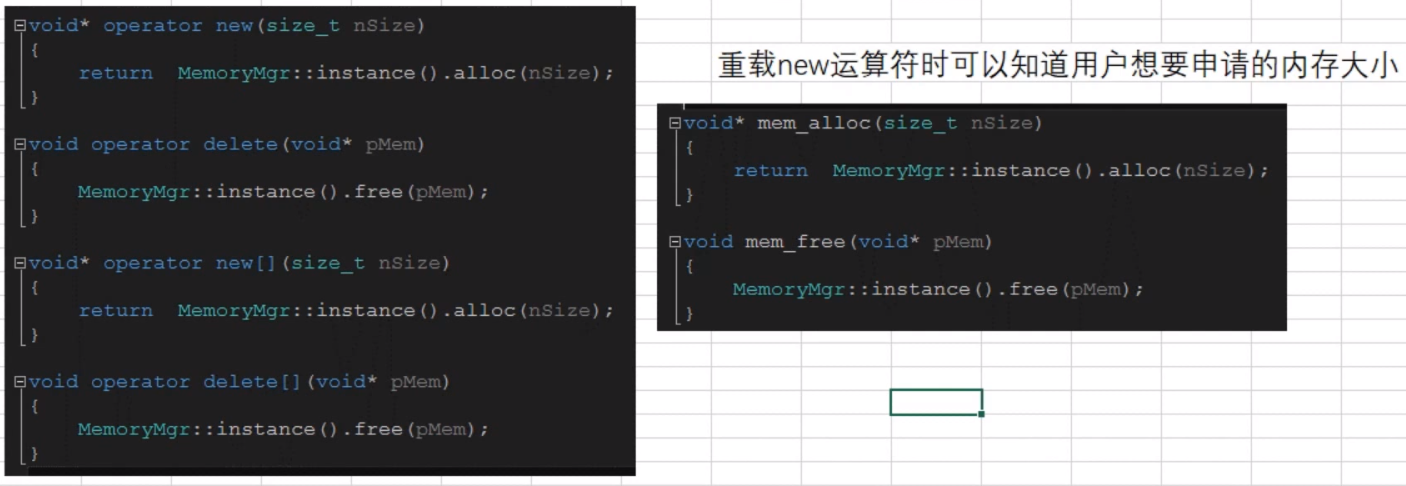 void* operator new(size_t nSize)
{
return MemoryMgr::instance().alloc(nSize);
}
void operator delete(void* pMem)
{
MemoryMgr::instance().free(pMem);
}
void* operator new[](size_t nSize)
{
return MemoryMgr::instance().alloc(nSize);
}
void operator delete[](void* pMem)
{
MemoryMgr::instance().free(pMem);
}
重载new运算符时可以知道用户想要申请的内存大小
void* mem_alloc(size_t nSize)
{
return MemoryMgr::instance().alloc(nSize);
}
void mem_free(void* pMem)
{
MemoryMgr::instance().free(pMem);
}